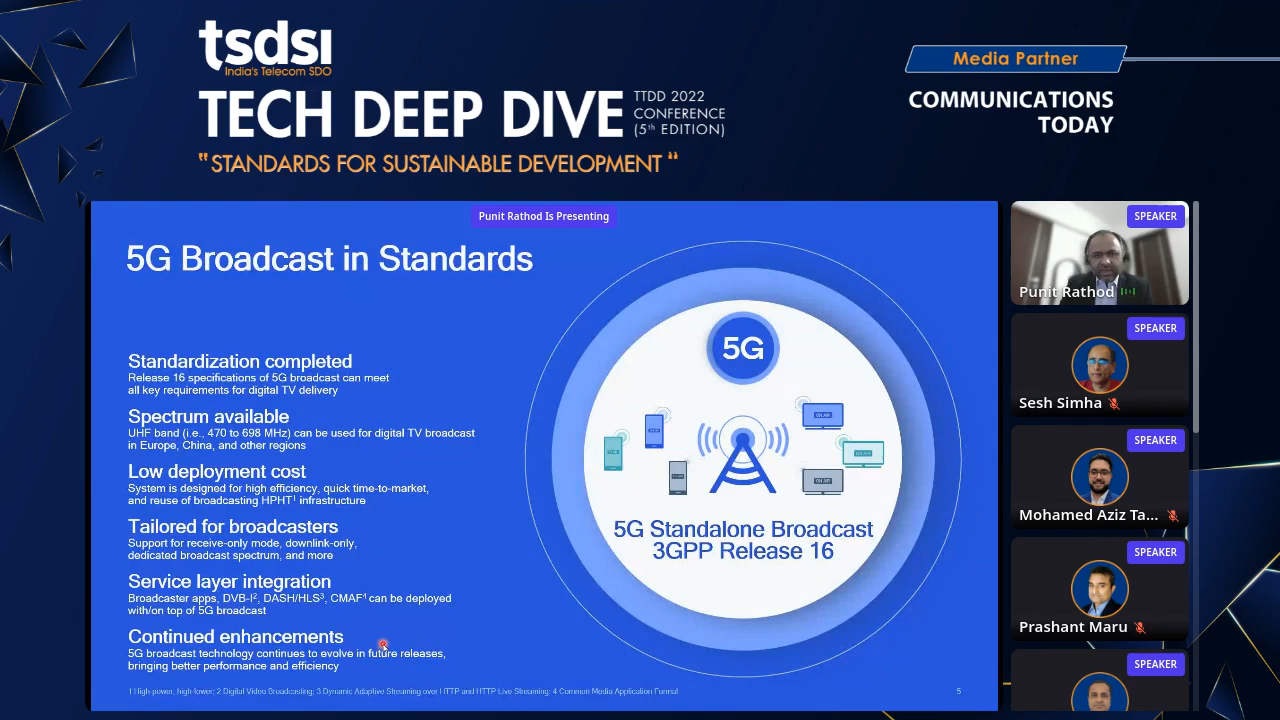 tsdsi
India's Telecom SDO
TECH DEEP DIVE
TTDD 2022
CONFERENCE
(5th EDITION)
"STANDARDS FOR SUSTAINABLE DEVELOPMENT"
Media Partner
COMMUNICATIONS
TODAY
Punit Rathod Is Presenting
5G Broadcast in Standards
Standardization completed
Release 16 specifications of 5G broadcast can meet
all key requirements for digital TV delivery
Spectrum available
UHF band (i.e., 470 to 698 MHz) can be used for digital TV broadcast
in Europe, China, and other regions
Low deployment cost
System is designed for high efficiency, quick time-to-market,
and reuse of broadcasting HPHT1 infrastructure
Tailored for broadcasters
Support for receive-only mode, downlink-only,
dedicated broadcast spectrum, and more
Service layer integration
Broadcaster apps, DVB-I2, DASH/HLS3, CMAF4 can be deployed
with/on top of 5G broadcast
Continued enhancements
5G broadcast technology continues to evolve in future releases,
bringing better performance and efficiency
1 High-power, high-tower; 2 Digital Video Broadcasting; 3 Dynamic Adaptive Streaming over HTTP and HTTP Live Streaming; 4 Common Media Application Format
5
5G
ON AIR
ON AIR
ON AIR
5G Standalone Broadcast
3GPP Release 16
SPEAKER
Punit Rathod
SPEAKER
Sesh Simha
SPEAKER
Mohamed Aziz Ta...
SPEAKER
Prashant Maru
SPEAKER